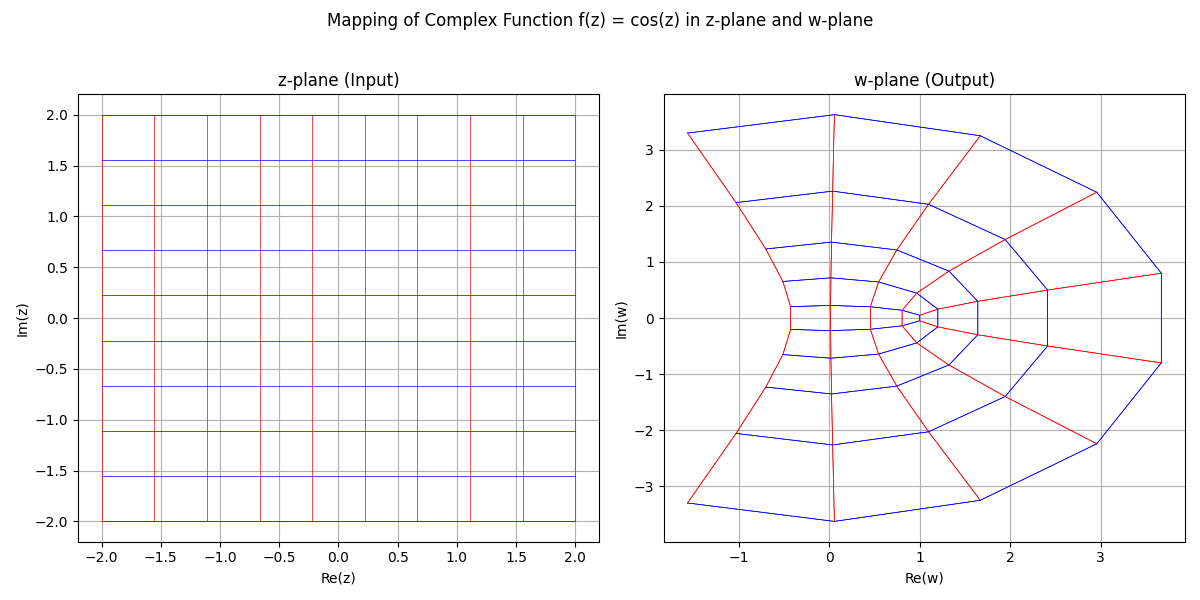 Mapping of Complex Function f(z) = cos(z) in z-plane and w-plane
z-plane (Input)
2.0
1.5
1.0
0.5
0.0
−0.5
−1.0
−1.5
−2.0
Im(z)
−2.0 −1.5 −1.0 −0.5 0.0 0.5 1.0 1.5 2.0
Re(z)
w-plane (Output)
3
2
1
0
−1
−2
−3
Im(w)
−1 0 1 2 3
Re(w)